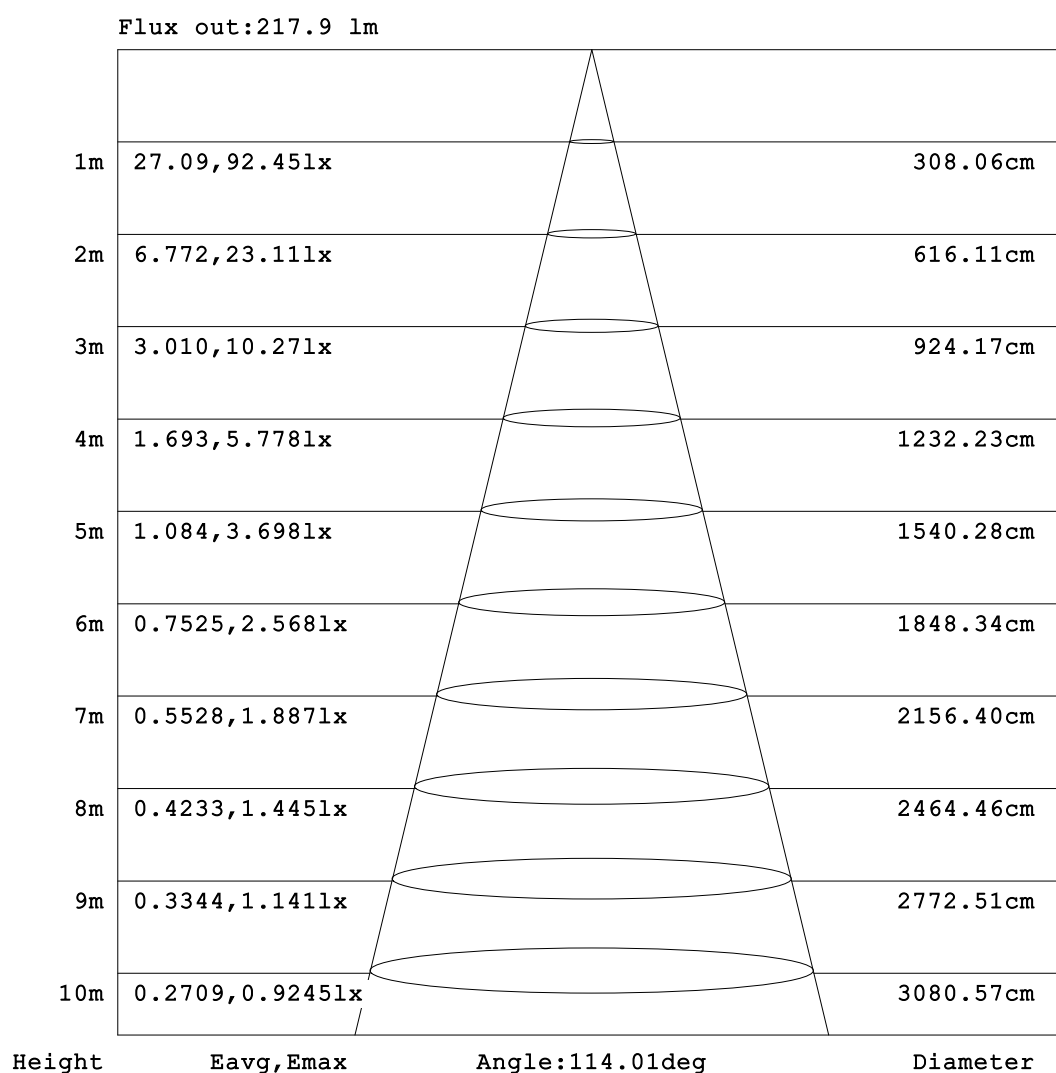 Flux out:217.9 lm
1m 27.09,92.45lx 308.06cm
2m 6.772,23.11lx 616.11cm
3m 3.010,10.27lx 924.17cm
4m 1.693,5.778lx 1232.23cm
5m 1.084,3.698lx 1540.28cm
6m 0.7525,2.568lx 1848.34cm
7m 0.5528,1.887lx 2156.40cm
8m 0.4233,1.445lx 2464.46cm
9m 0.3344,1.141lx 2772.51cm
10m 0.2709,0.9245lx 3080.57cm
Height Eavg,Emax Angle:114.01deg Diameter